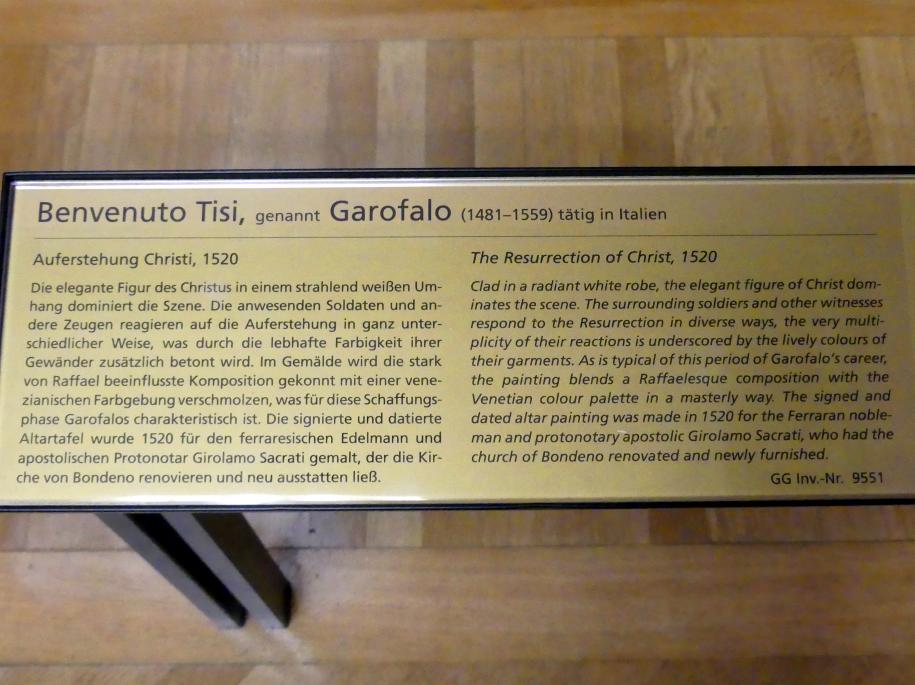 Benvenuto Tisi, genannt Garofalo (1481–1559) tätig in Italien
Auferstehung Christi, 1520
Die elegante Figur des Christus in einem strahlend weißen Um-
hang dominiert die Szene. Die anwesenden Soldaten und an-
dere Zeugen reagieren auf die Auferstehung in ganz unter-
schiedlicher Weise, was durch die lebhafte Farbigkeit ihrer
Gewänder zusätzlich betont wird. Im Gemälde wird die stark
von Raffael beeinflusste Komposition gekonnt mit einer vene-
zianischen Farbgebung verschmolzen, was für diese Schaffungs-
phase Garofalos charakteristisch ist. Die signierte und datierte
Altartafel wurde 1520 für den ferraresischen Edelmann und
apostolischen Protonotar Girolamo Sacrati gemalt, der die Kir-
che von Bondeno renovieren und neu ausstatten ließ.
The Resurrection of Christ, 1520
Clad in a radiant white robe, the elegant figure of Christ dom-
inates the scene. The surrounding soldiers and other witnesses
respond to the Resurrection in diverse ways, the very multi-
plicity of their reactions is underscored by the lively colours of
their garments. As is typical of this period of Garofalo's career,
the painting blends a Raffaelesque composition with the
Venetian colour palette in a masterly way. The signed and
dated altar painting was made in 1520 for the Ferraran noble-
man and protonotary apostolic Girolamo Sacrati, who had the
church of Bondeno renovated and newly furnished.
GG Inv.-Nr. 9551